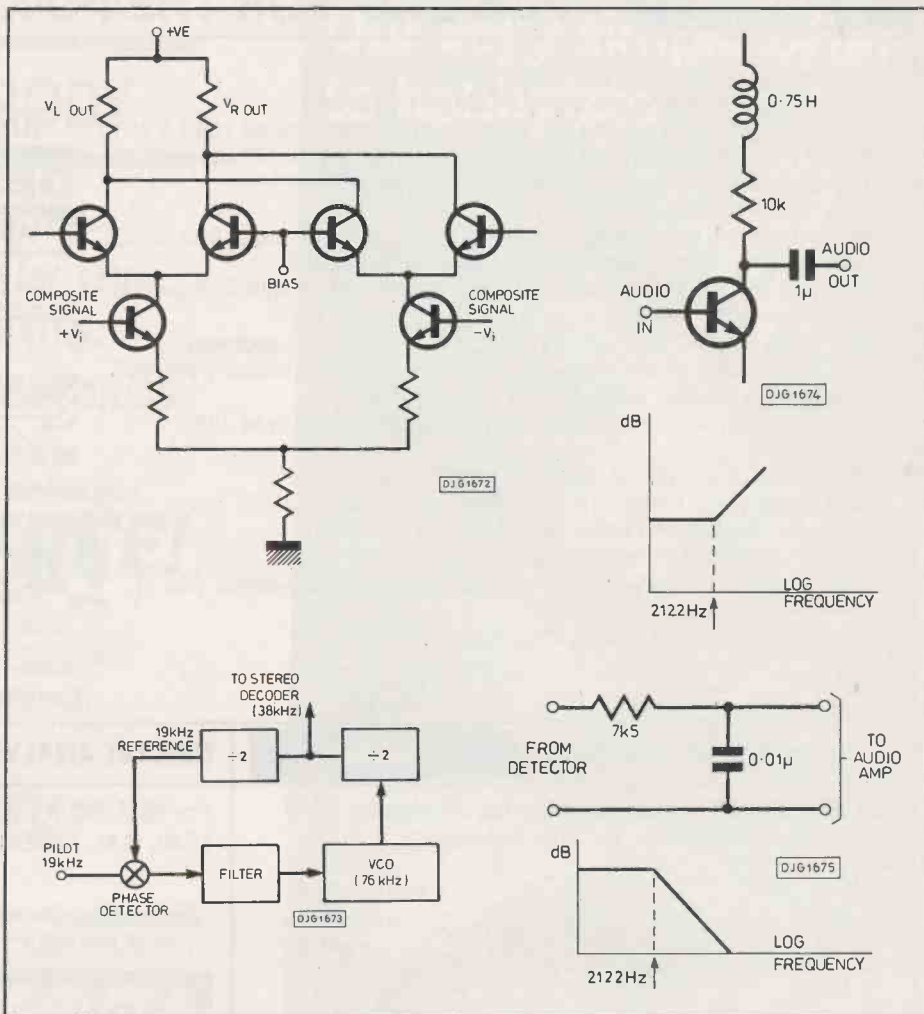 +VE
V_L OUT
V_R OUT
BIAS
COMPOSITE
SIGNAL
+V_i
COMPOSITE
SIGNAL
-V_i
DJG1672
0·75H
10k
AUDIO
IN
1μ
AUDIO
OUT
DJG1674
dB
2122Hz
LOG
FREQUENCY
TO STEREO
DECODER
(38kHz)
19kHz
REFERENCE
÷2
÷2
PILOT
19kHz
PHASE
DETECTOR
FILTER
VCO
(76kHz)
DJG1673
FROM
DETECTOR
7k5
0·01μ
TO
AUDIO
AMP
DJG1675
dB
2122Hz
LOG
FREQUENCY